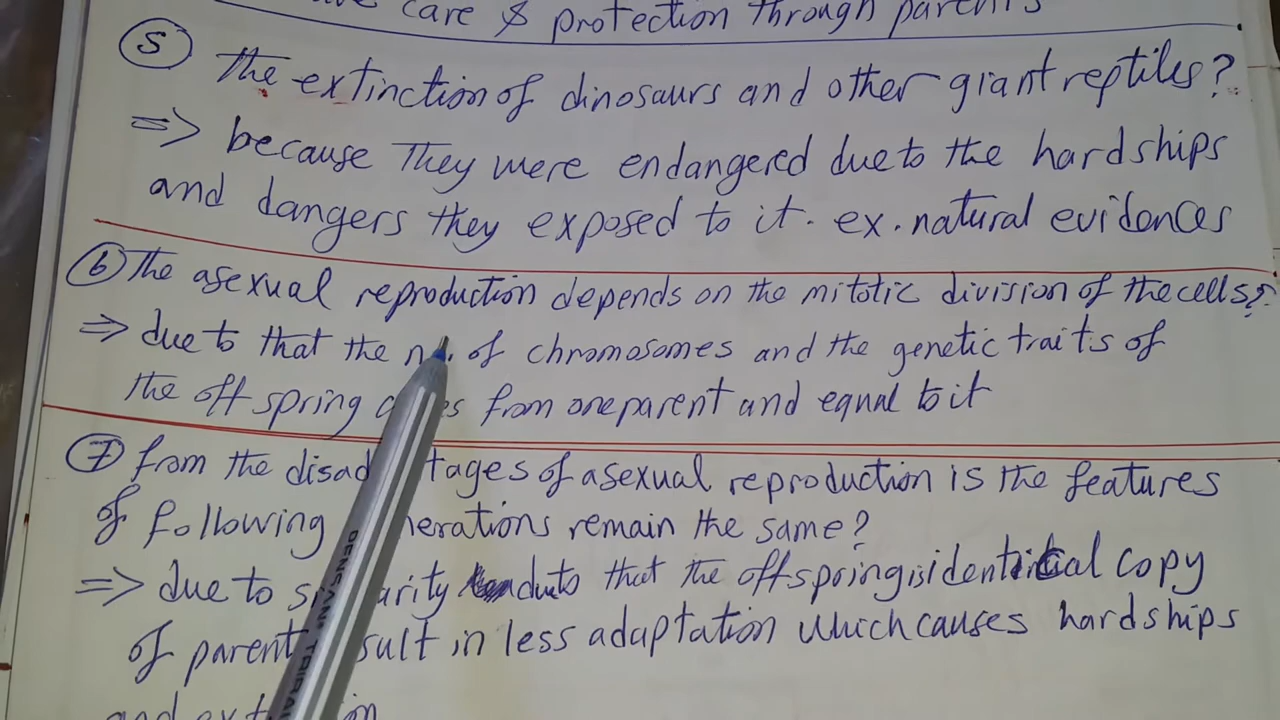 care & protection through parents
5 The extinction of dinosaurs and other giant reptiles?
=> because They were endangered due to the hardships
and dangers they exposed to it. ex. natural evidences
6 The asexual reproduction depends on the mitotic division of the cells?
=> due to that the n. of chromosomes and the genetic traits of
the off spring from one parent and equal to it
7 from the disad tages of asexual reproduction is the features
of following nerations remain the same?
=> due to s arity due to that the offspring is identical copy
of parent sult in less adaptation which causes hardships
and